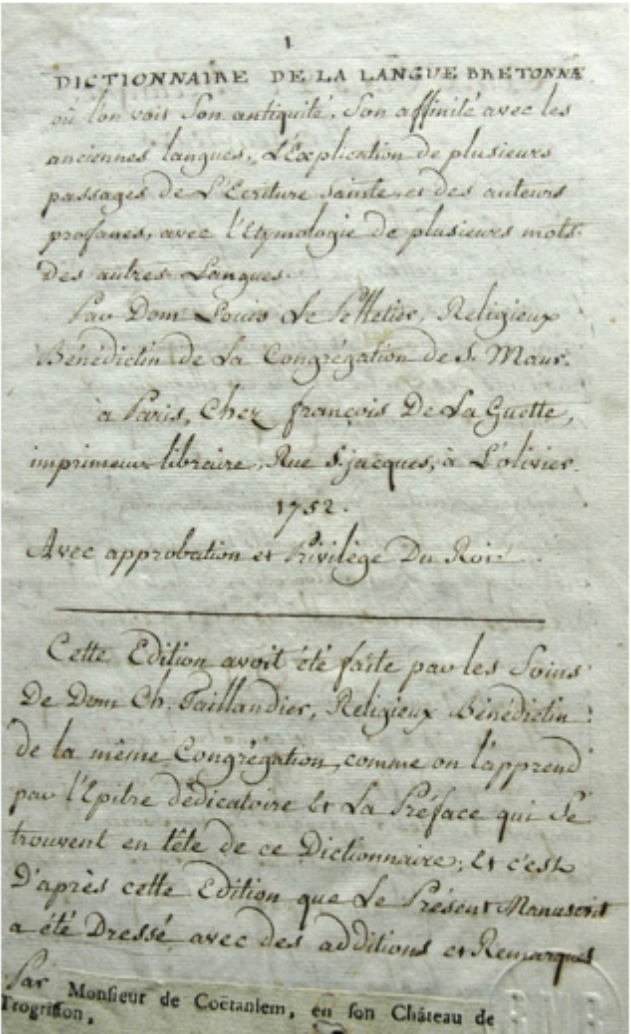 1
DICTIONNAIRE DE LA LANGUE BRETONNE
où l'on voit Son antiquité, Son affinité avec les
anciennes langues, L'Explication de plusieurs
passages de L'Ecriture sainte, et des auteurs
profanes, avec l'Etymologie de plusieurs mots
Des autres Langues.
Par Dom Louis Le Pelletier, Religieux
Bénédictin de La Congrégation de S. Maur.
à Paris, Chez françois De La Guette,
imprimeur libraire, Rue S. jacques, à L'olivier.
1752.
Avec approbation et Privilège Du Roi.
Cette Edition avoit été faite par les Soins
De Dom Ch. Taillandier, Religieux Bénédictin
de la même Congrégation, comme on l'apprend
par l'Epitre dédicatoire Et La Préface qui Se
trouvent en tête de ce Dictionnaire; Et c'est
D'après cette Edition que Le Présent Manuscrit
a été Dressé avec des additions et Remarques
Par Monsieur de Coëtanlem, en son Château de
Trogriffon,
BMB